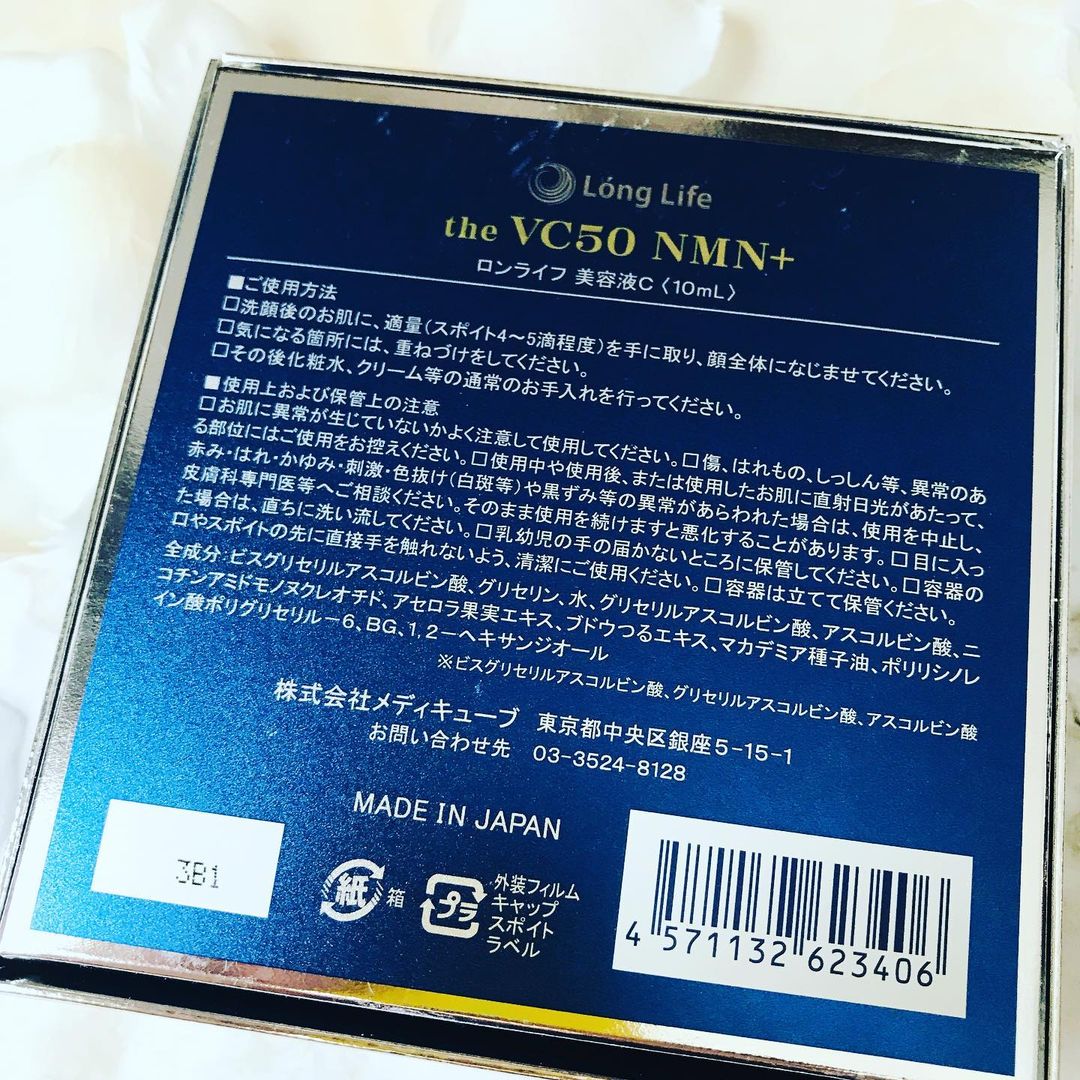 Lóng Life
the VC50 NMN+
ロンライフ 美容液C〈10mL〉
■ご使用方法
□洗顔後のお肌に、適量(スポイト4〜5滴程度)を手に取り、顔全体になじませてください。
□気になる箇所には、重ねづけをしてください。
□その後化粧水、クリーム等の通常のお手入れを行ってください。
■使用上および保管上の注意
□お肌に異常が生じていないかよく注意して使用してください。□傷、はれもの、しっしん等、異常のあ
る部位にはご使用をお控えください。□使用中や使用後、または使用したお肌に直射日光があたって、
赤み・はれ・かゆみ・刺激・色抜け(白斑等)や黒ずみ等の異常があらわれた場合は、使用を中止し、
皮膚科専門医等へご相談ください。そのまま使用を続けますと悪化することがあります。□目に入っ
た場合は、直ちに洗い流してください。□乳幼児の手の届かないところに保管してください。□容器の
口やスポイトの先に直接手を触れないよう、清潔にご使用ください。□容器は立てて保管ください。
全成分:ビスグリセリルアスコルビン酸、グリセリン、水、グリセリルアスコルビン酸、アスコルビン酸、ニ
コチンアミドモノヌクレオチド、アセロラ果実エキス、ブドウつるエキス、マカデミア種子油、ポリリシノレ
イン酸ポリグリセリル-6、BG、1,2-ヘキサンジオール
※ビスグリセリルアスコルビン酸、グリセリルアスコルビン酸、アスコルビン酸
株式会社メディキューブ 東京都中央区銀座5-15-1
お問い合わせ先 03-3524-8128
MADE IN JAPAN
3B1
紙 箱
プラ
外装フィルム
キャップ
スポイト
ラベル
4 571132 623406